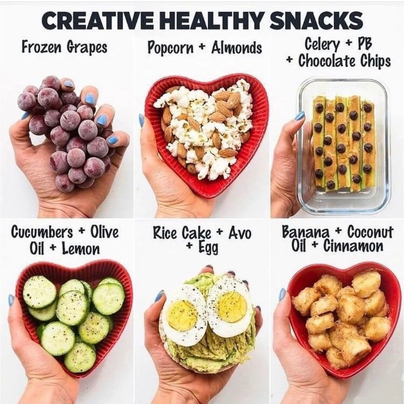 CREATIVE HEALTHY SNACKS
Frozen Grapes
Popcorn + Almonds
Celery + PB
+ Chocolate Chips
Cucumbers + Olive
Oil + Lemon
Rice Cake + Avo
+ Egg
Banana + Coconut
Oil + Cinnamon